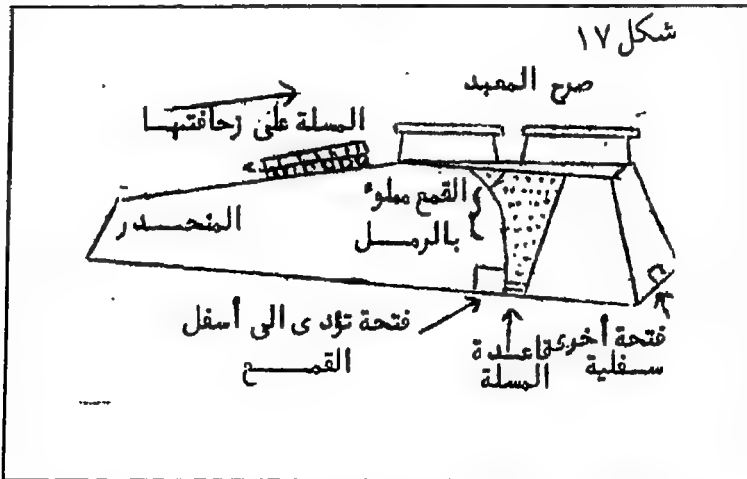 شكل ١٧
صرح المعبد
المسلة على زحافتها
القمع مملوء
بالرمل
المنحدر
فتحة تؤدى الى أسفل
القمع
قاعدة
المسلة
فتحة أخرى
سفلية